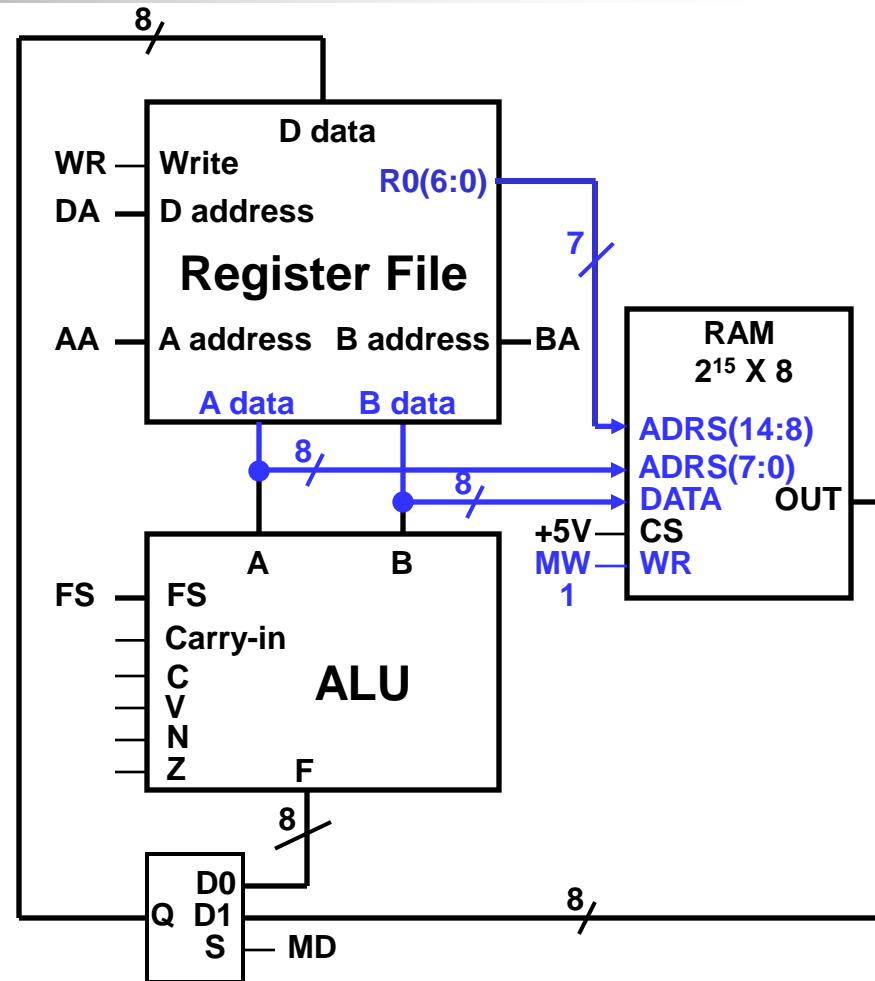 8
D data
WR
Write
R0(6:0)
DA
D address
7
Register File
AA
A address
B address
BA
RAM
2¹⁵ X 8
A data
B data
ADRS(14:8)
8
ADRS(7:0)
8
DATA
OUT
+5V
CS
MW
WR
1
A
B
FS
FS
Carry-in
C
ALU
V
N
Z
F
8
D0
Q
D1
8
S
MD